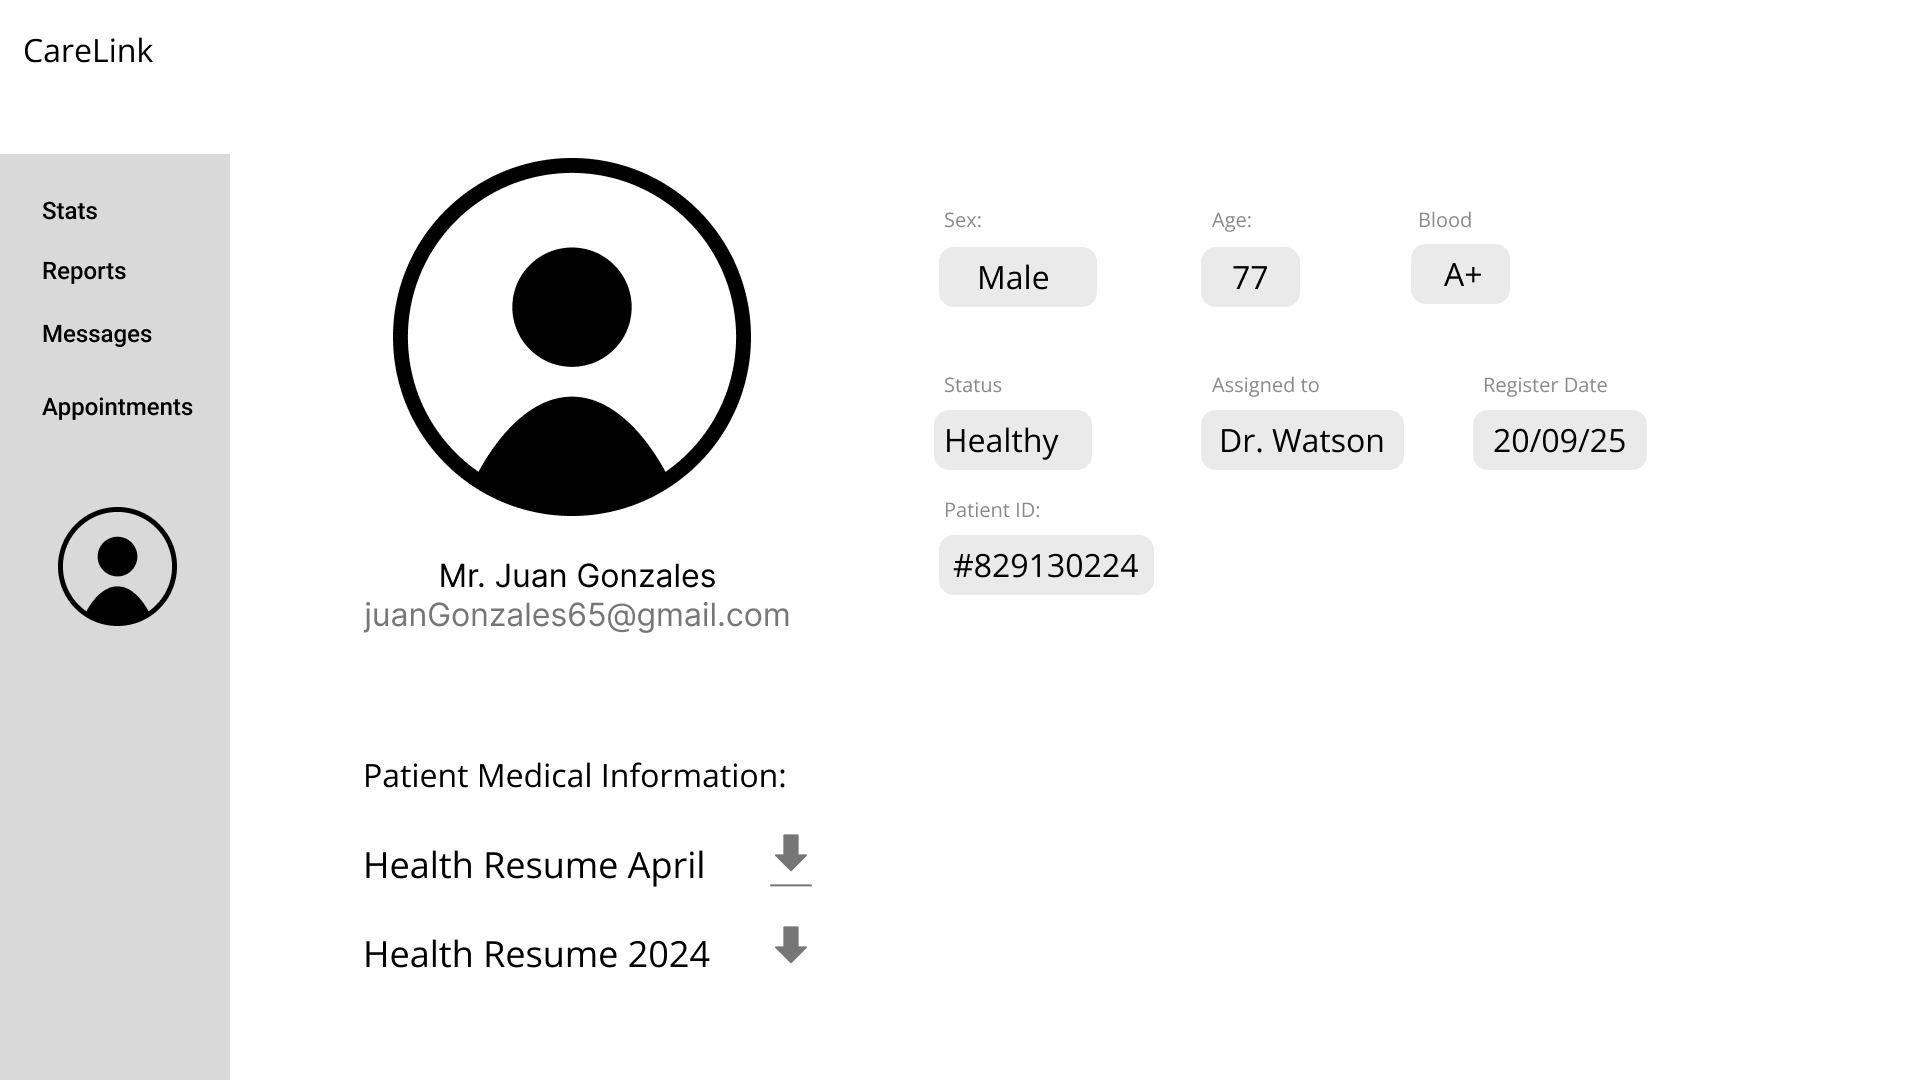 CareLink
Stats
Reports
Messages
Appointments
Mr. Juan Gonzales
juanGonzales65@gmail.com
Sex:
Male
Age:
77
Blood
A+
Status
Healthy
Assigned to
Dr. Watson
Register Date
20/09/25
Patient ID:
#829130224
Patient Medical Information:
Health Resume April
Health Resume 2024